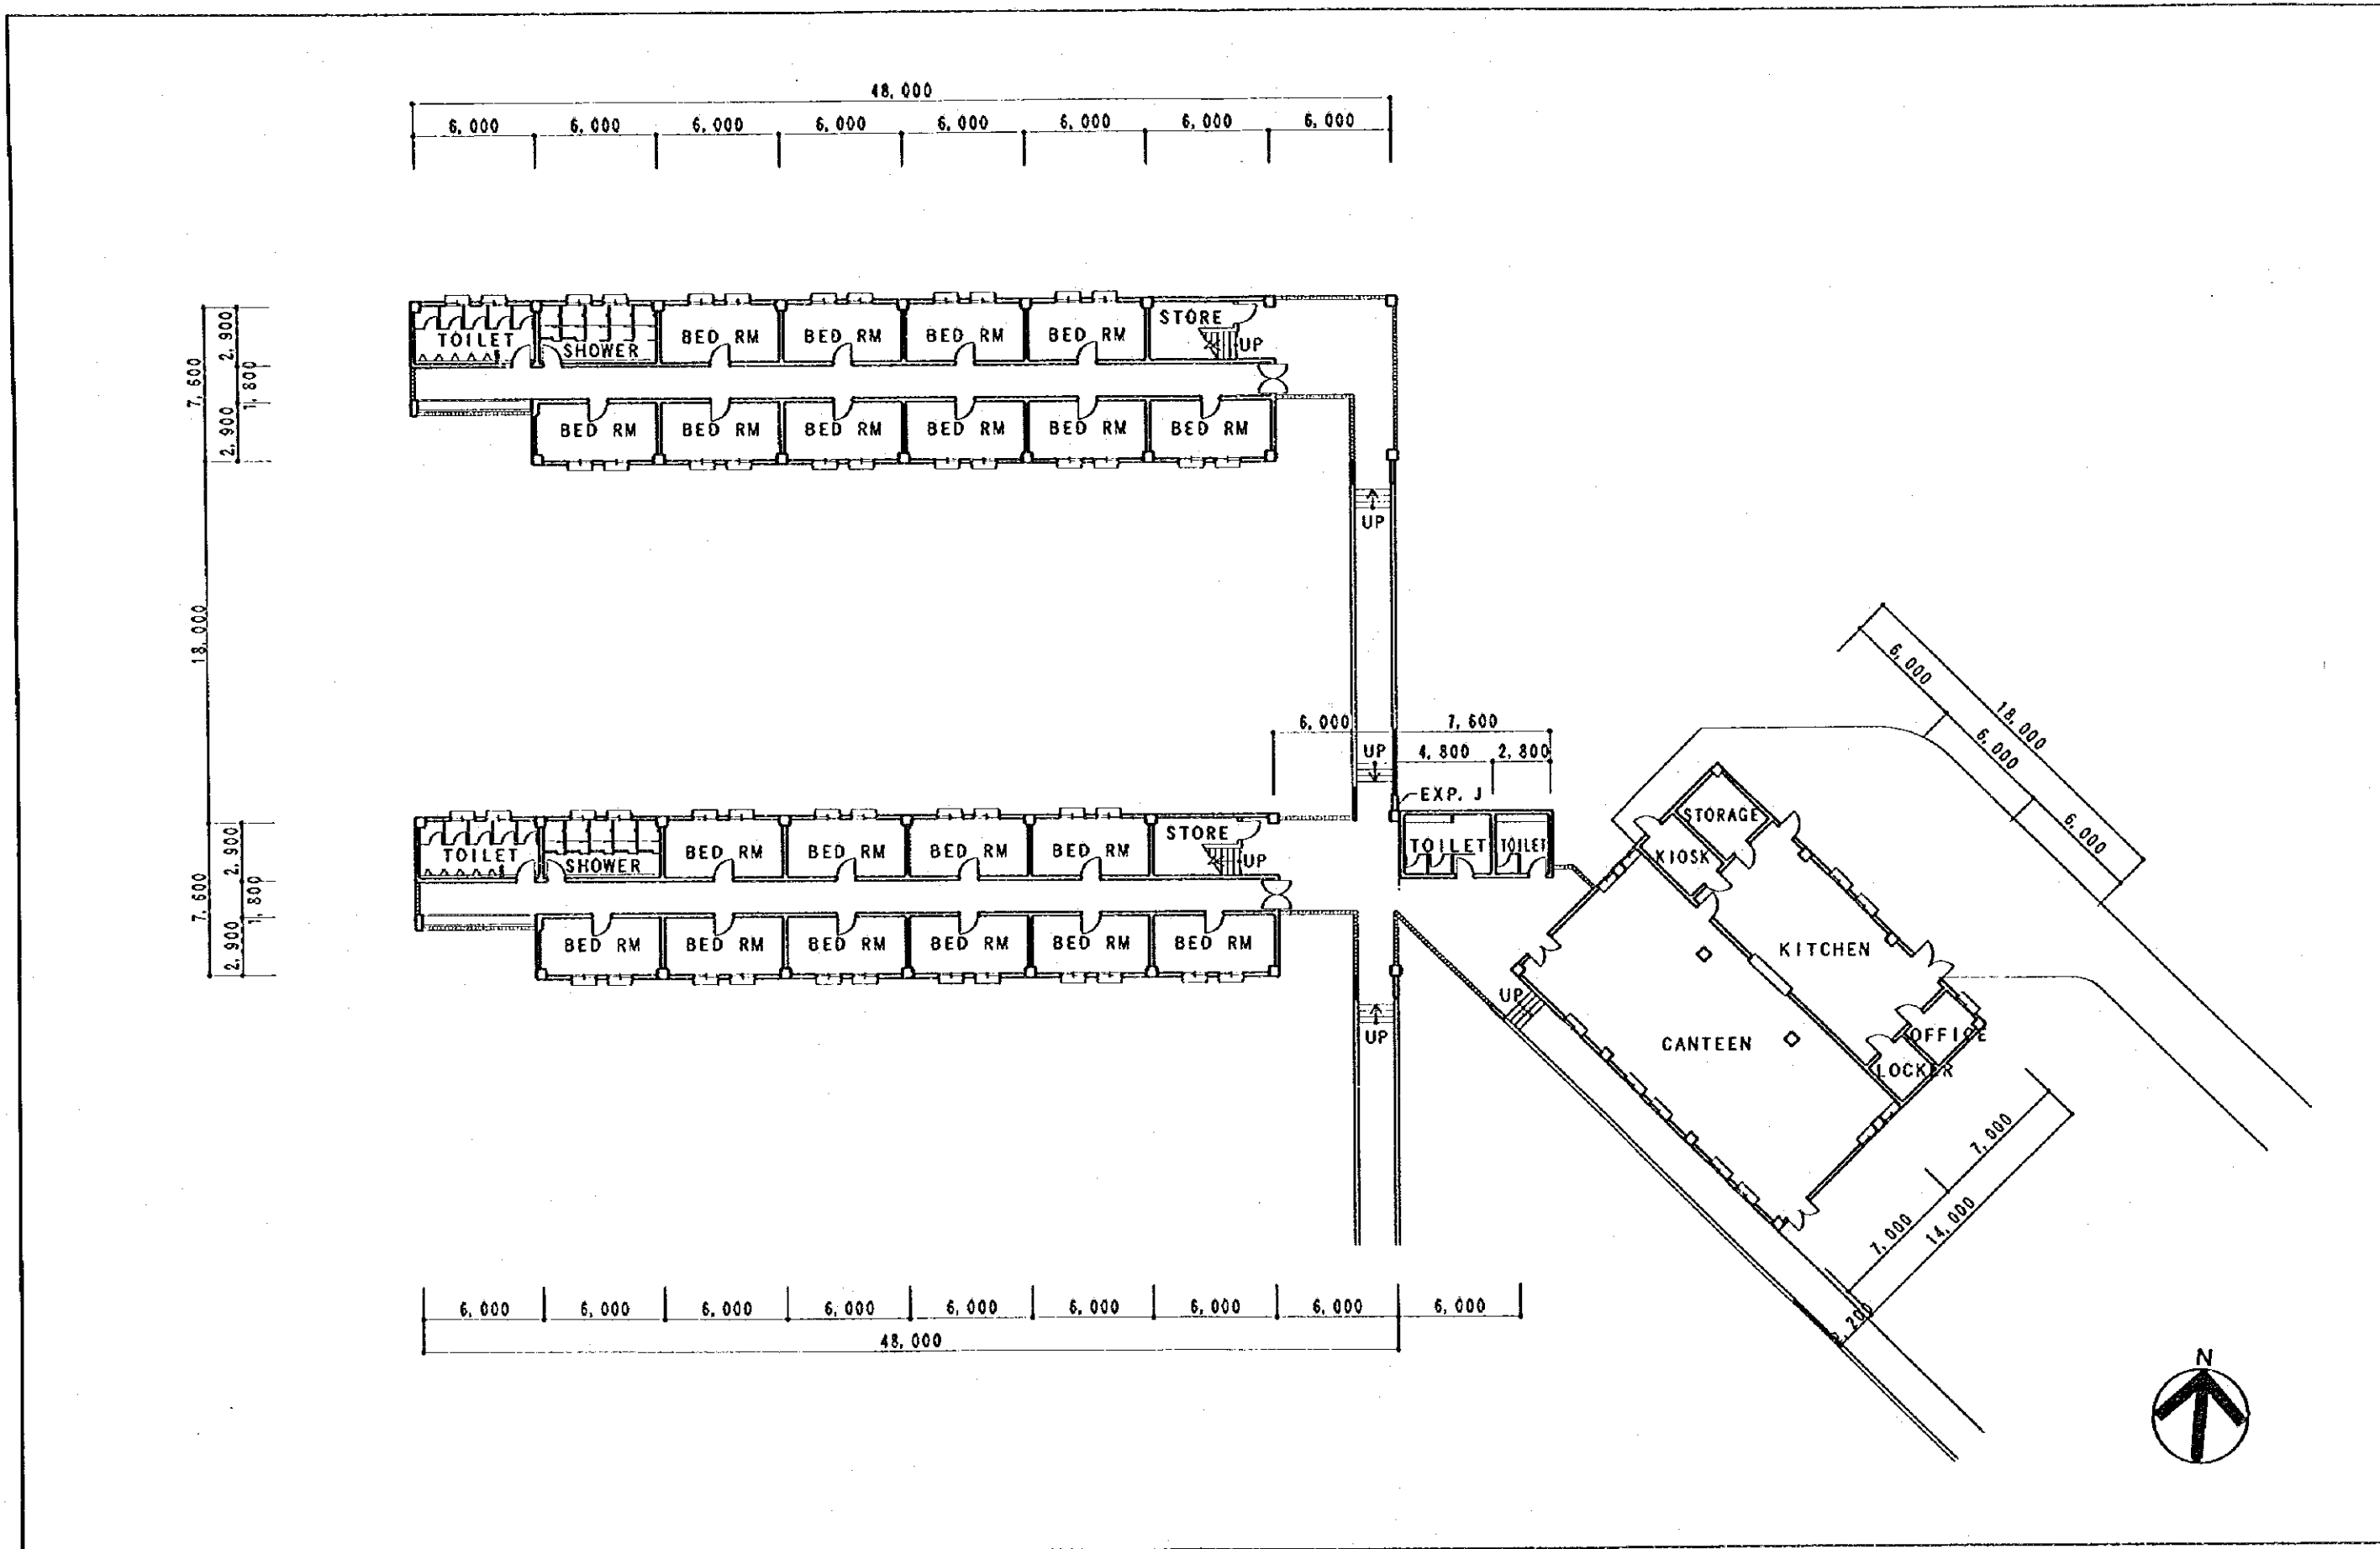 48,000
6,000 6,000 6,000 6,000 6,000 6,000 6,000 6,000
7,600
2,900
1,800
2,900
TOILET SHOWER BED RM BED RM BED RM BED RM STORE UP
BED RM BED RM BED RM BED RM BED RM BED RM
UP
18,000
6,000 7,600
UP 4,800 2,800
EXP. J
6,000
18,000
6,000
6,000
7,600
2,900
1,800
2,900
TOILET SHOWER BED RM BED RM BED RM BED RM STORE UP
TOILET TOILET
STORAGE
KIOSK
BED RM BED RM BED RM BED RM BED RM BED RM
KITCHEN
UP
UP
CANTEEN
OFFICE
LOCKER
7,000
7,000
14,000
2,200
6,000 6,000 6,000 6,000 6,000 6,000 6,000 6,000 6,000
48,000
N